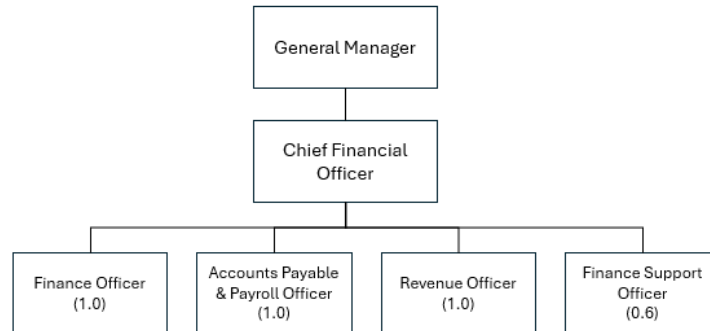 General Manager
Chief Financial
Officer
Finance Officer
(1.0)
Accounts Payable
& Payroll Officer
(1.0)
Revenue Officer
(1.0)
Finance Support
Officer
(0.6)